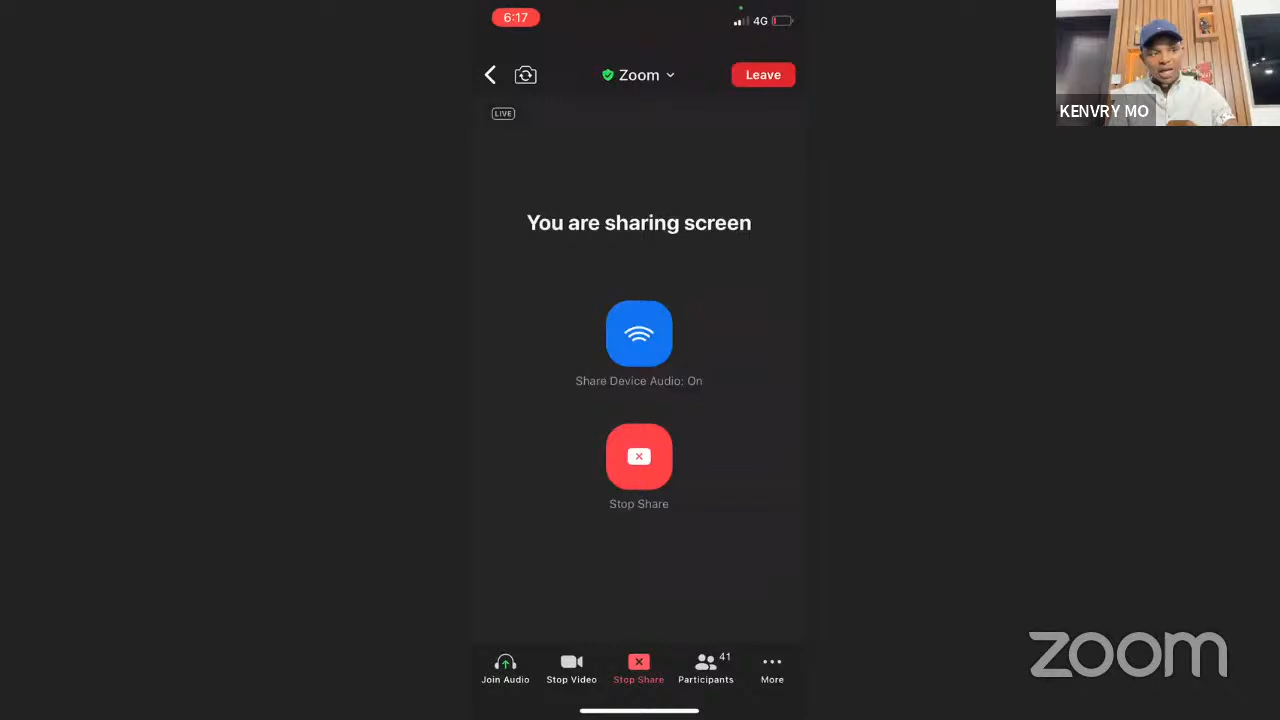 6:17
4G
Zoom
Leave
LIVE
KENVRY MO
You are sharing screen
Share Device Audio: On
Stop Share
Join Audio
Stop Video
Stop Share
Participants
41
More
zoom